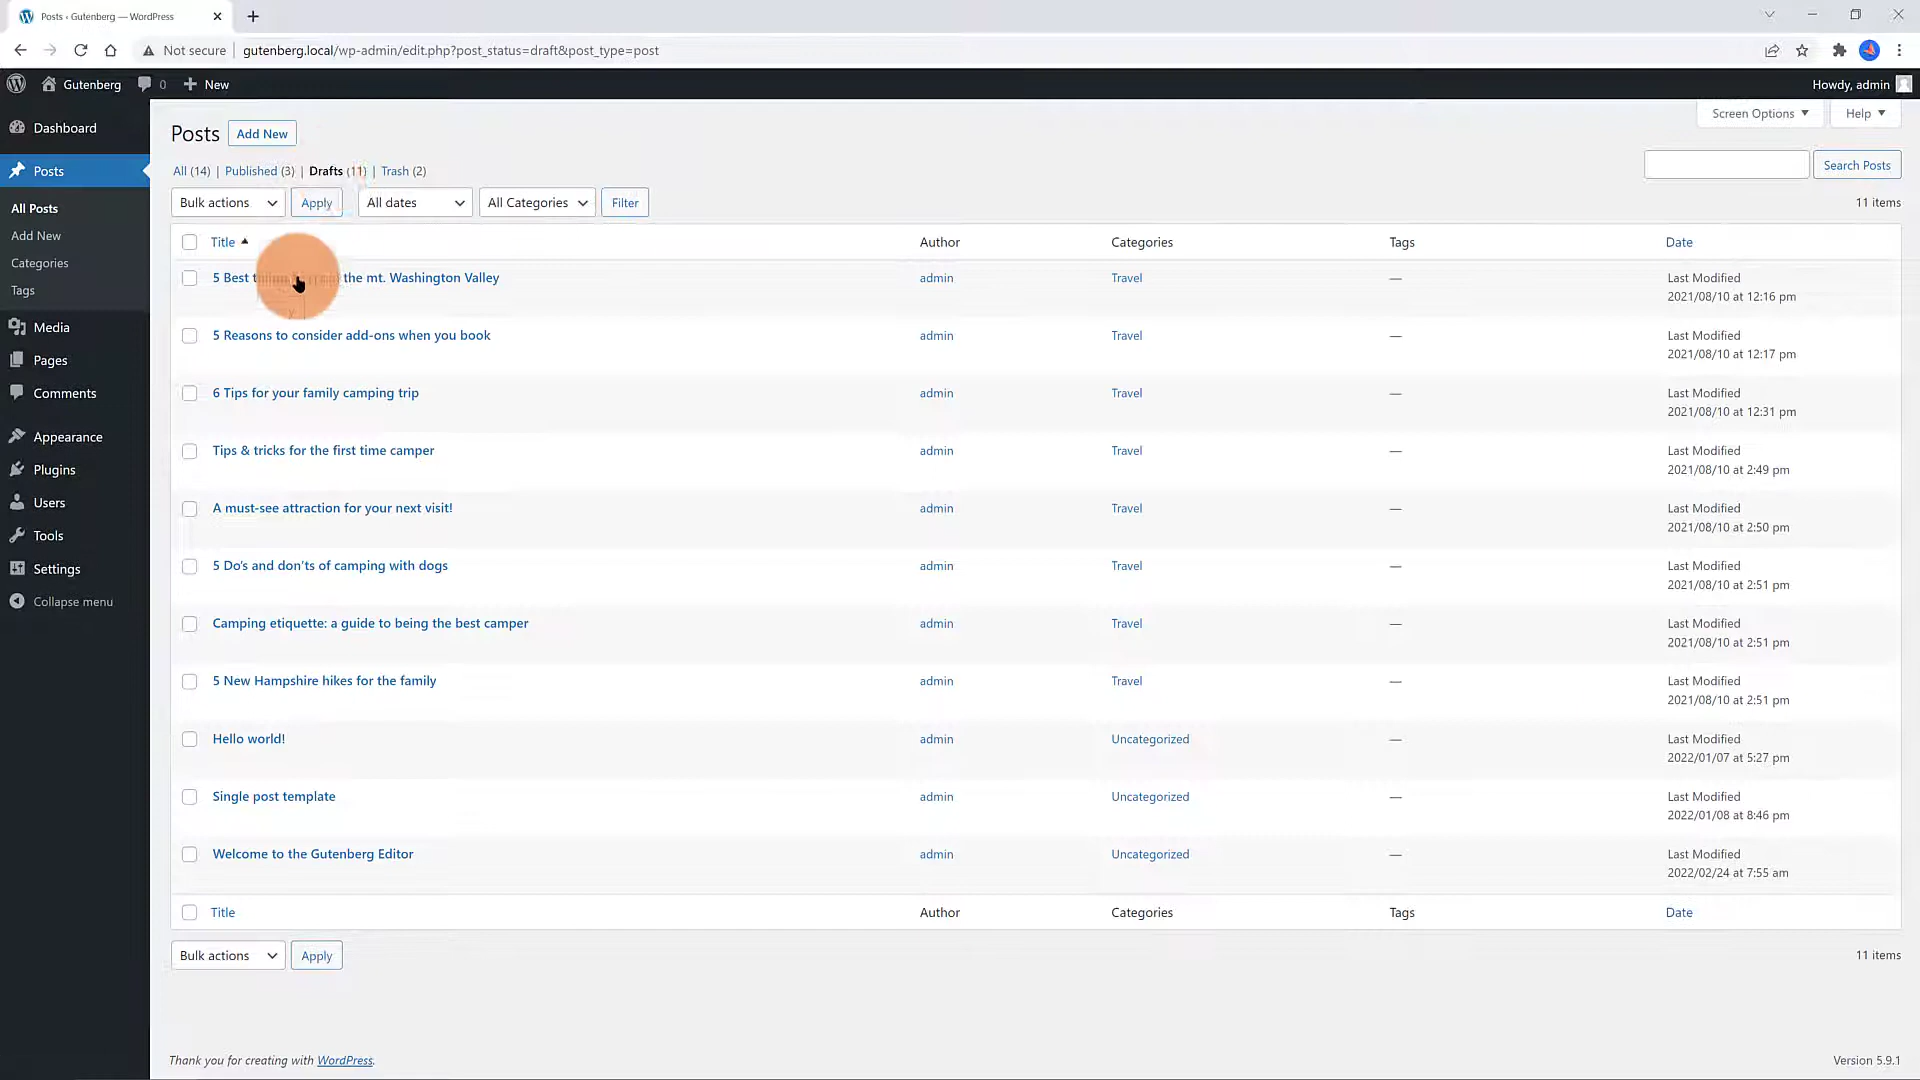 Posts ‹ Gutenberg — WordPress
Not secure gutenberg.local/wp-admin/edit.php?post_status=draft&post_type=post
Gutenberg 0 New Howdy, admin
Dashboard
Posts
All Posts
Add New
Categories
Tags
Media
Pages
Comments
Appearance
Plugins
Users
Tools
Settings
Collapse menu
Screen Options Help
Posts Add New
All (14) | Published (3) | Drafts (11) | Trash (2)
Search Posts
Bulk actions Apply All dates All Categories Filter 11 items
Title Author Categories Tags Date
5 Best the mt. Washington Valley admin Travel — Last Modified
2021/08/10 at 12:16 pm
5 Reasons to consider add-ons when you book admin Travel — Last Modified
2021/08/10 at 12:17 pm
6 Tips for your family camping trip admin Travel — Last Modified
2021/08/10 at 12:31 pm
Tips & tricks for the first time camper admin Travel — Last Modified
2021/08/10 at 2:49 pm
A must-see attraction for your next visit! admin Travel — Last Modified
2021/08/10 at 2:50 pm
5 Do’s and don’ts of camping with dogs admin Travel — Last Modified
2021/08/10 at 2:51 pm
Camping etiquette: a guide to being the best camper admin Travel — Last Modified
2021/08/10 at 2:51 pm
5 New Hampshire hikes for the family admin Travel — Last Modified
2021/08/10 at 2:51 pm
Hello world! admin Uncategorized — Last Modified
2022/01/07 at 5:27 pm
Single post template admin Uncategorized — Last Modified
2022/01/08 at 8:46 pm
Welcome to the Gutenberg Editor admin Uncategorized — Last Modified
2022/02/24 at 7:55 am
Title Author Categories Tags Date
Bulk actions Apply 11 items
Thank you for creating with WordPress. Version 5.9.1